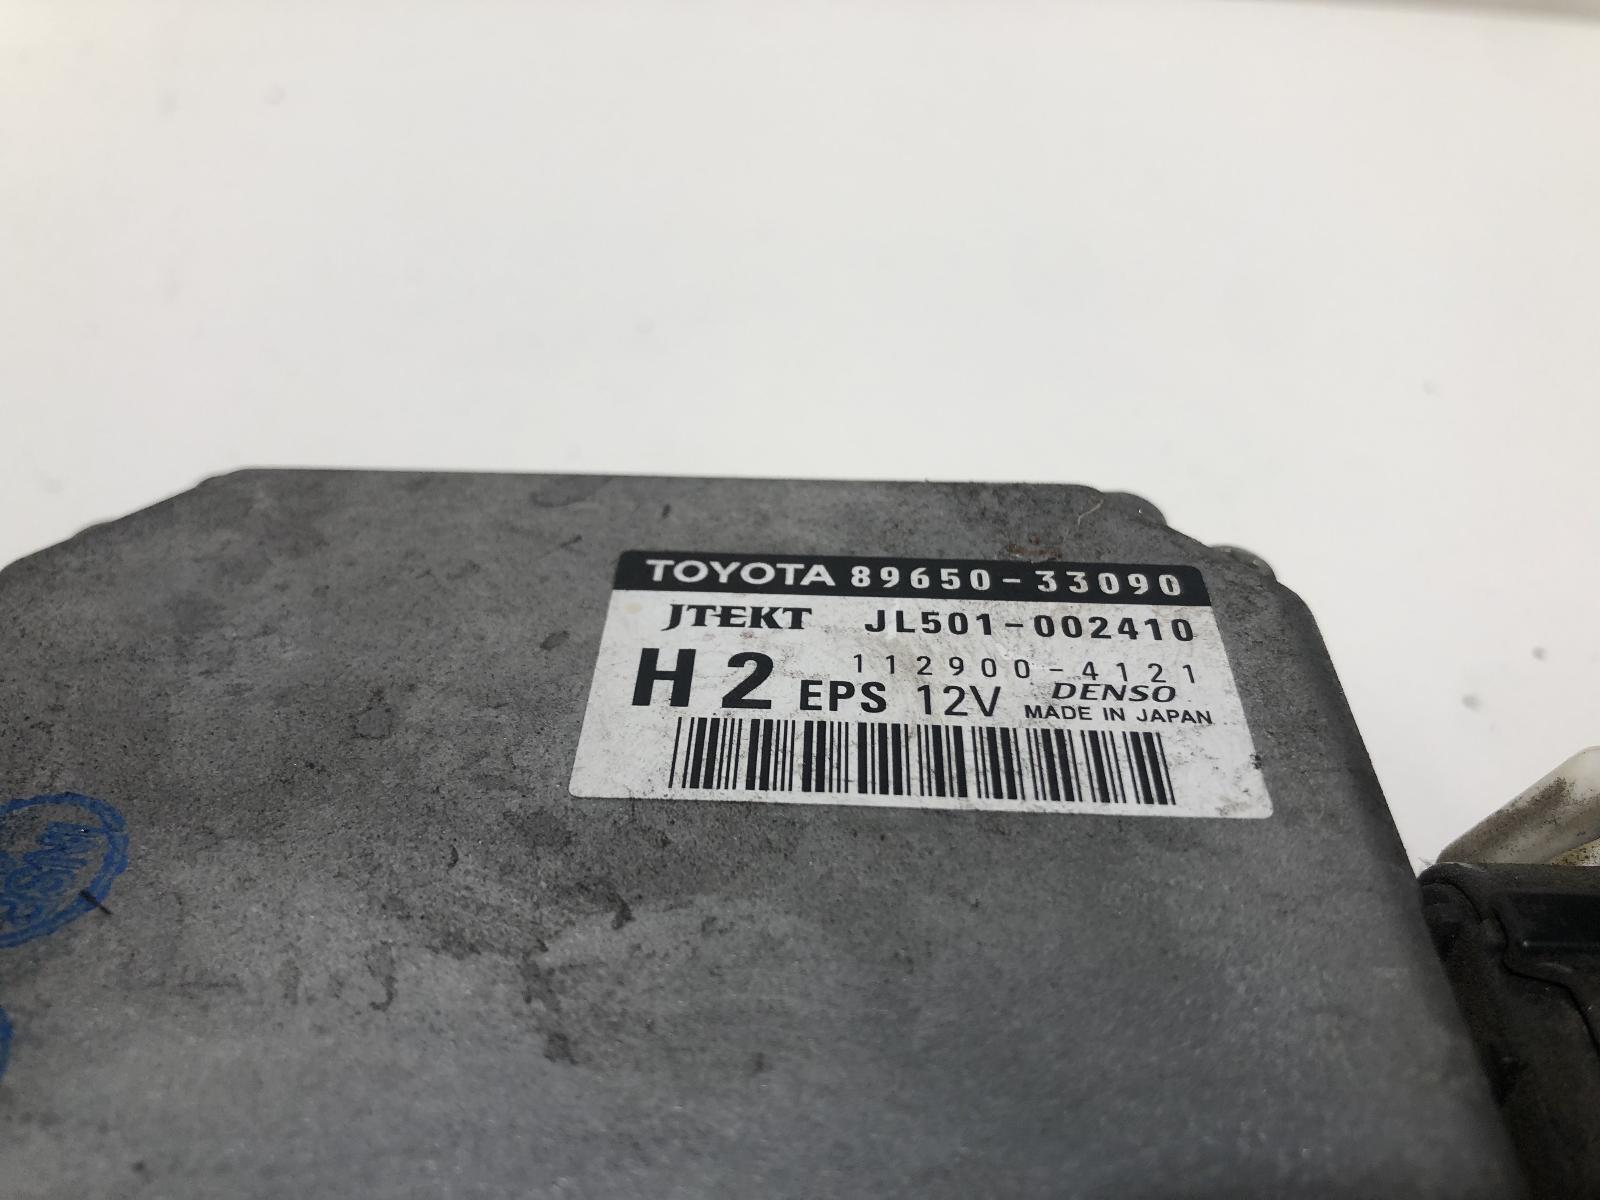 TOYOTA 89650-33090
JTEKT JL501-002410
112900-4121
H2 EPS 12V DENSO
MADE IN JAPAN